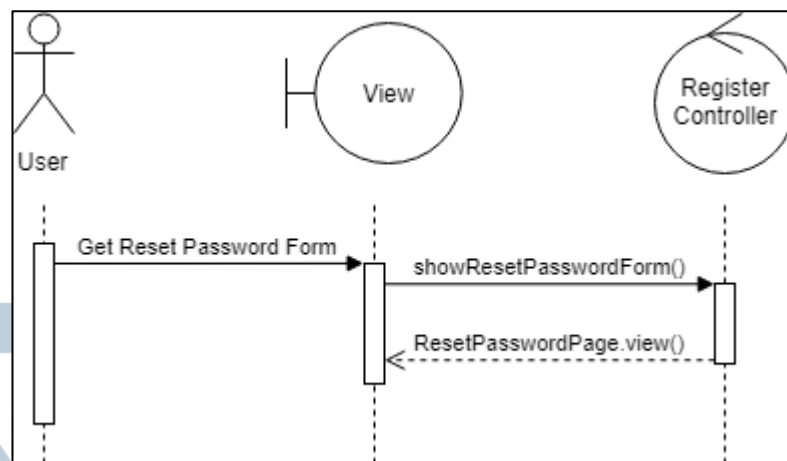 View
Register
Controller
User
Get Reset Password Form
showResetPasswordForm()
ResetPasswordPage.view()